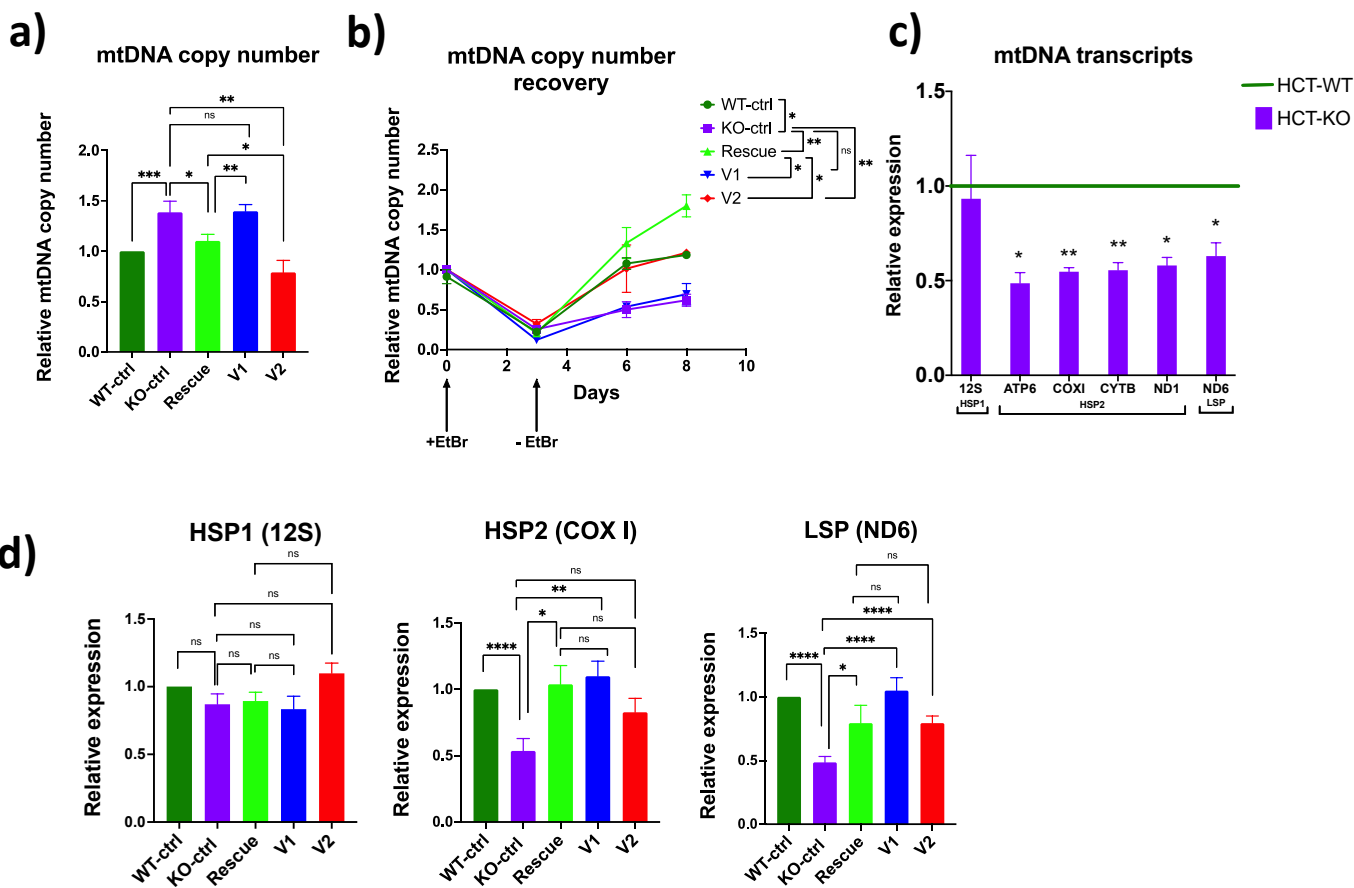 a)
mtDNA copy number
**
ns
*
***
*
**
Relative mtDNA copy number
2.0
1.5
1.0
0.5
0.0
WT-ctrl
KO-ctrl
Rescue
V1
V2
b)
mtDNA copy number
recovery
WT-ctrl
KO-ctrl
Rescue
V1
V2
*
**
ns
**
*
*
Relative mtDNA copy number
2.5
2.0
1.5
1.0
0.5
0.0
0
2
4
6
8
10
Days
+EtBr
- EtBr
c)
mtDNA transcripts
HCT-WT
HCT-KO
Relative expression
1.5
1.0
0.5
0.0
*
**
**
*
*
12S
ATP6
COXI
CYTB
ND1
ND6
HSP1
HSP2
LSP
d)
HSP1 (12S)
ns
ns
ns
ns
ns
ns
Relative expression
1.5
1.0
0.5
0.0
WT-ctrl
KO-ctrl
Rescue
V1
V2
HSP2 (COX I)
ns
**
*
ns
****
ns
Relative expression
1.5
1.0
0.5
0.0
WT-ctrl
KO-ctrl
Rescue
V1
V2
LSP (ND6)
ns
ns
****
****
****
*
Relative expression
1.5
1.0
0.5
0.0
WT-ctrl
KO-ctrl
Rescue
V1
V2